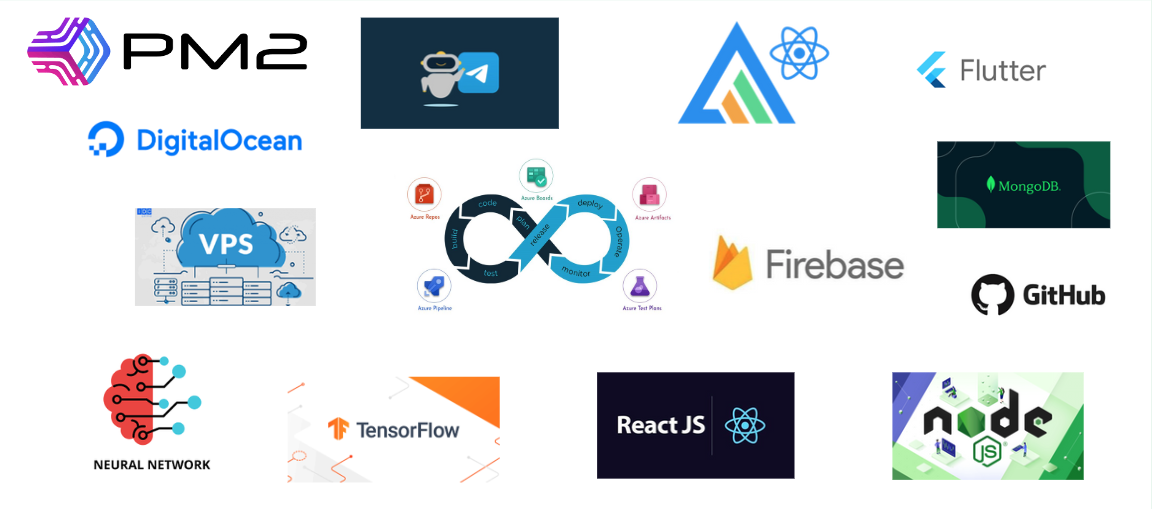 PM2
Flutter
DigitalOcean
MongoDB.
Azure Boards
Azure Repos
Azure Artifacts
code
deploy
plan
release
build
Operate
test
monitor
Azure Pipeline
Azure Test Plans
VPS
Firebase
GitHub
NEURAL NETWORK
TensorFlow
React JS
node
JS